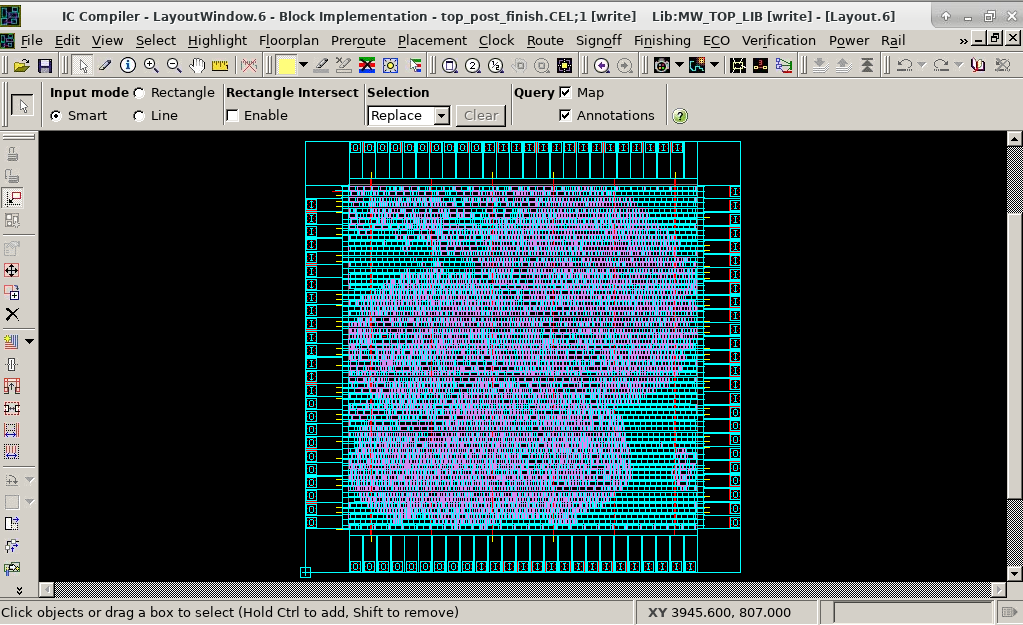 IC Compiler - LayoutWindow.6 - Block Implementation - top_post_finish.CEL;1 [write]    Lib:MW_TOP_LIB [write] - [Layout.6]
File Edit View Select Highlight Floorplan Preroute Placement Clock Route Signoff Finishing ECO Verification Power Rail »
Input mode Rectangle Rectangle Intersect Selection Query Map
Smart Line Enable Replace Clear Annotations
Click objects or drag a box to select (Hold Ctrl to add, Shift to remove) XY 3945.600, 807.000